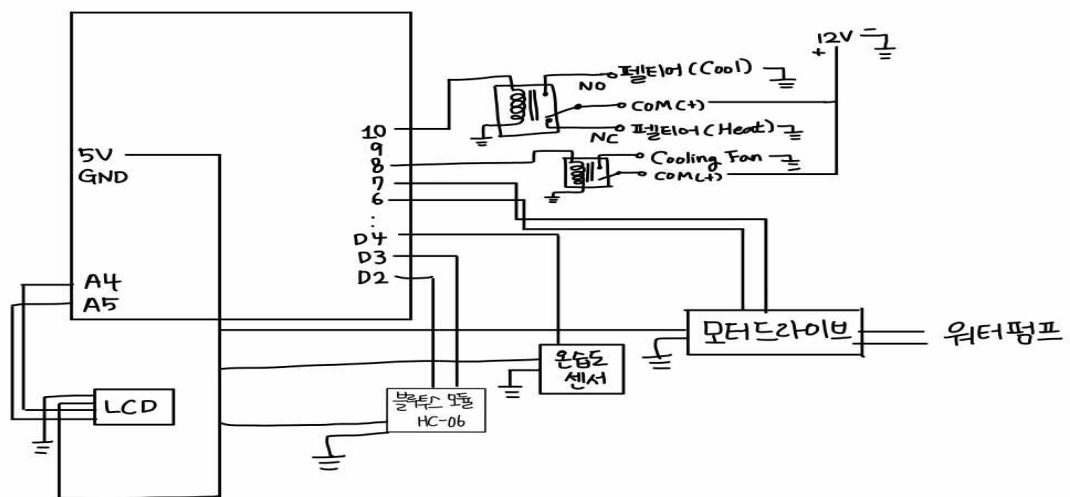 12V
+
펠티어(Cool)
NO
COM(+)
펠티어(Heat)
NC
Cooling Fan
COM(+)
10
9
8
7
6
:
D4
D3
D2
5V
GND
A4
A5
모터드라이브
워터펌프
온습도
센서
블루투스 모듈
HC-06
LCD